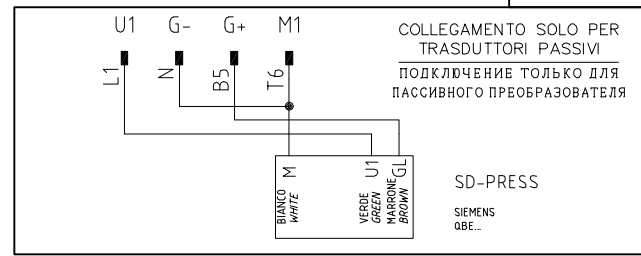 U1 G- G+ M1
L1 N B5 T6
COLLEGAMENTO SOLO PER
TRASDUTTORI PASSIVI
ПОДКЛЮЧЕНИЕ ТОЛЬКО ДЛЯ
ПАССИВНОГО ПРЕОБРАЗОВАТЕЛЯ
M U1 GL
BIANCO
WHITE
VERDE
GREEN
MARRONE
BROWN
SD-PRESS
SIEMENS
QBE...